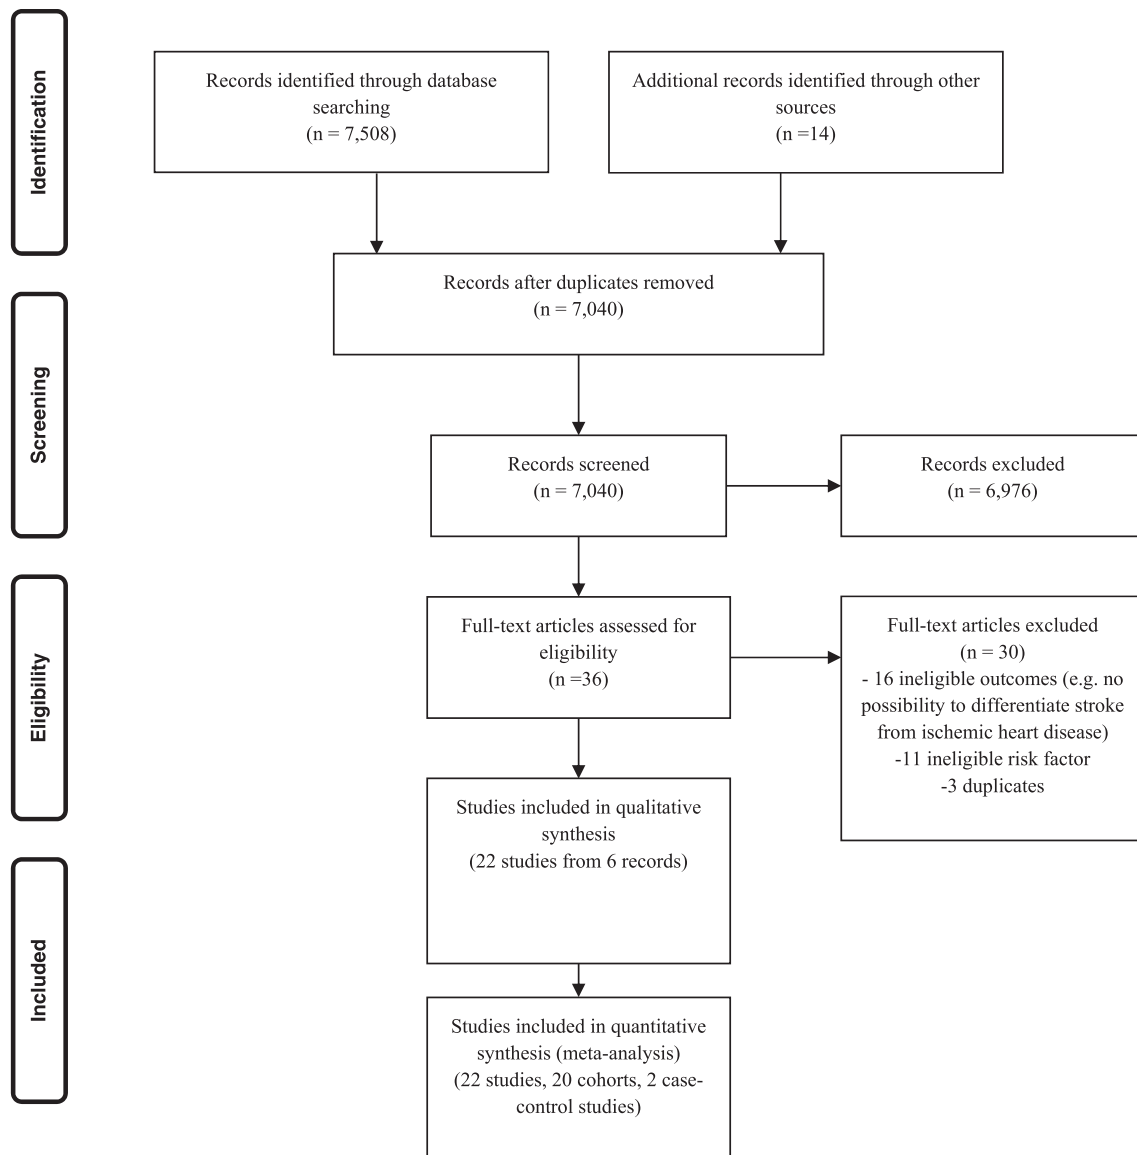 Identification
Records identified through database
searching
(n = 7,508)
Additional records identified through other
sources
(n =14)
Records after duplicates removed
(n = 7,040)
Screening
Records screened
(n = 7,040)
Records excluded
(n = 6,976)
Eligibility
Full-text articles assessed for
eligibility
(n =36)
Full-text articles excluded
(n = 30)
- 16 ineligible outcomes (e.g. no
possibility to differentiate stroke
from ischemic heart disease)
-11 ineligible risk factor
-3 duplicates
Studies included in qualitative
synthesis
(22 studies from 6 records)
Included
Studies included in quantitative
synthesis (meta-analysis)
(22 studies, 20 cohorts, 2 case-
control studies)